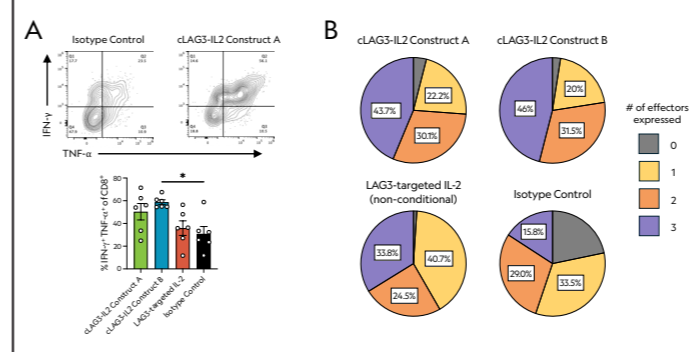 A
Isotype Control
cLAG3-IL2 Construct A
IFN-γ
TNF-α
*
% IFN-γ⁺ TNF-α⁺ of CD8⁺
80
60
40
20
0
cLAG3-IL2 Construct A
cLAG3-IL2 Construct B
LAG3-targeted IL-2
Isotype Control
B
cLAG3-IL2 Construct A
43.7%
22.2%
30.1%
cLAG3-IL2 Construct B
46%
20%
31.5%
LAG3-targeted IL-2
(non-conditional)
33.8%
40.7%
24.5%
Isotype Control
15.8%
29.0%
33.5%
# of effectors
expressed
0
1
2
3